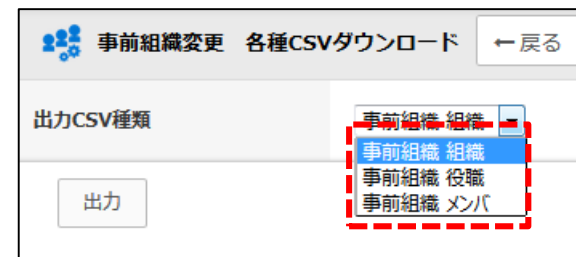 事前組織変更 各種CSVダウンロード ←戻る
出力CSV種類 事前組織 組織
事前組織 組織
事前組織 役職
事前組織 メンバ
出力